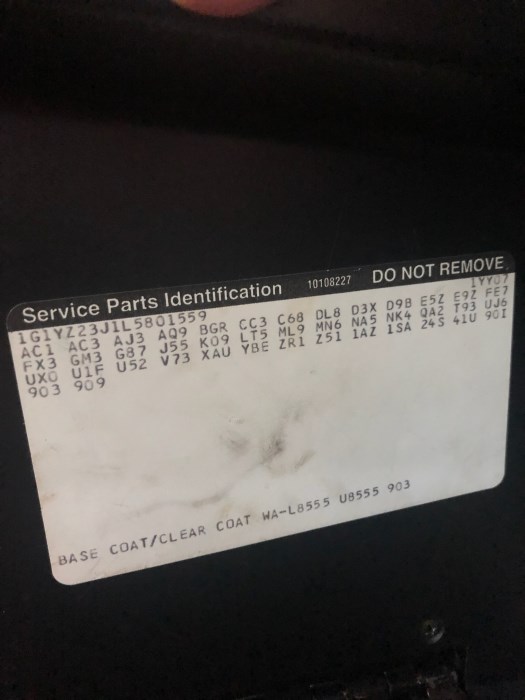 Service Parts Identification 10108227 DO NOT REMOVE
1G1YZ23J1L5801559 1YY07
AC1 AC3 AJ3 AQ9 BGR CC3 C68 DL8 D3X D98 E5Z E9Z FE7
FX3 GM3 G87 J55 K09 LT5 ML9 MN6 NA5 NK4 QA2 T93 UJ6
UX0 U1F U52 V73 XAU YBE ZR1 Z51 1AZ 1SA 24S 41U 90I
903 909
BASE COAT/CLEAR COAT WA-L8555 U8555 903